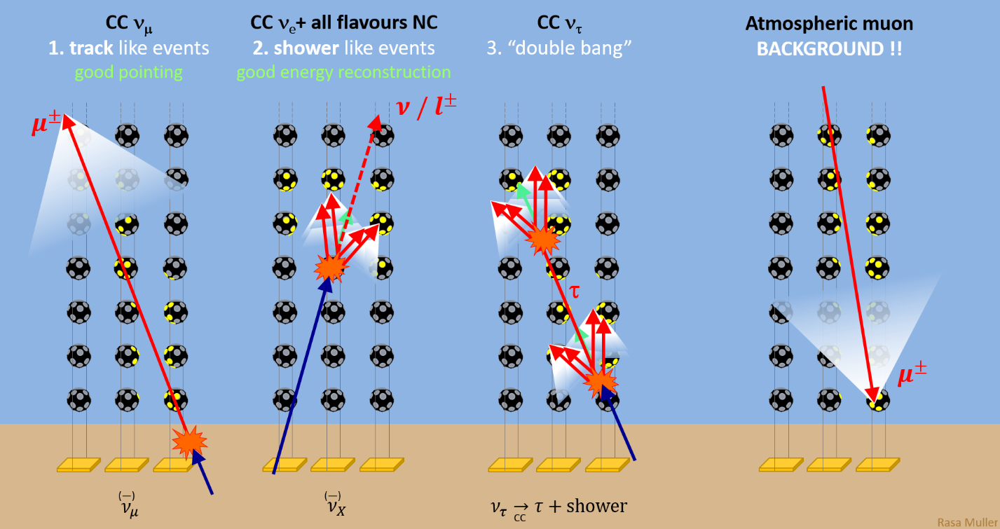 CC νμ
1. track like events
good pointing
μ±
(—)
νμ
CC νe+ all flavours NC
2. shower like events
good energy reconstruction
ν / l±
(—)
νX
CC ντ
3. “double bang”
τ
ντ → τ + shower
CC
Atmospheric muon
BACKGROUND !!
μ±
Rasa Muller